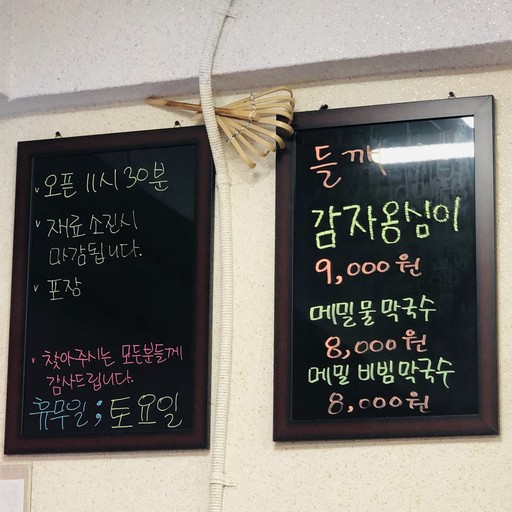 오픈 11시 30분
재료 소진시
마감됩니다.
포장
찾아주시는 모든분들께
감사드립니다.
휴무일 ; 토요일
들깨
감자옹심이
9,000원
메밀물막국수
8,000원
메밀 비빔막국수
8,000원